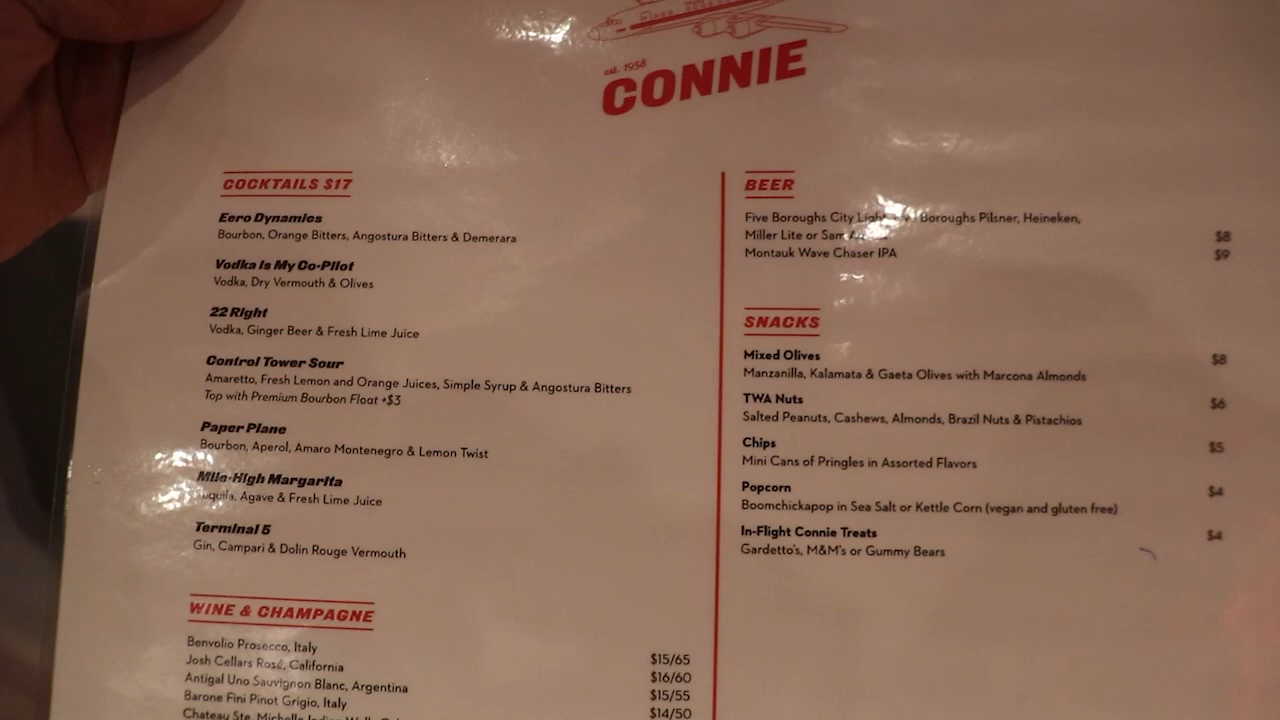 est. 1958
CONNIE
COCKTAILS $17
Eero Dynamics
Bourbon, Orange Bitters, Angostura Bitters & Demerara
Vodka Is My Co-Pilot
Vodka, Dry Vermouth & Olives
22 Right
Vodka, Ginger Beer & Fresh Lime Juice
Control Tower Sour
Amaretto, Fresh Lemon and Orange Juices, Simple Syrup & Angostura Bitters
Top with Premium Bourbon Float +$3
Paper Plane
Bourbon, Aperol, Amaro Montenegro & Lemon Twist
Mile-High Margarita
Tequila, Agave & Fresh Lime Juice
Terminal 5
Gin, Campari & Dolin Rouge Vermouth
WINE & CHAMPAGNE
Benvolio Prosecco, Italy $15/65
Josh Cellars Rosé, California $16/60
Antigal Uno Sauvignon Blanc, Argentina $15/55
Barone Fini Pinot Grigio, Italy $14/50
Chateau Ste. Michelle Indian
BEER
Five Boroughs City Boroughs Pilsner, Heineken,
Miller Lite or Sam $8
Montauk Wave Chaser IPA $9
SNACKS
Mixed Olives $8
Manzanilla, Kalamata & Gaeta Olives with Marcona Almonds
TWA Nuts $6
Salted Peanuts, Cashews, Almonds, Brazil Nuts & Pistachios
Chips $5
Mini Cans of Pringles in Assorted Flavors
Popcorn $4
Boomchickapop in Sea Salt or Kettle Corn (vegan and gluten free)
In-Flight Connie Treats $4
Gardetto's, M&M's or Gummy Bears